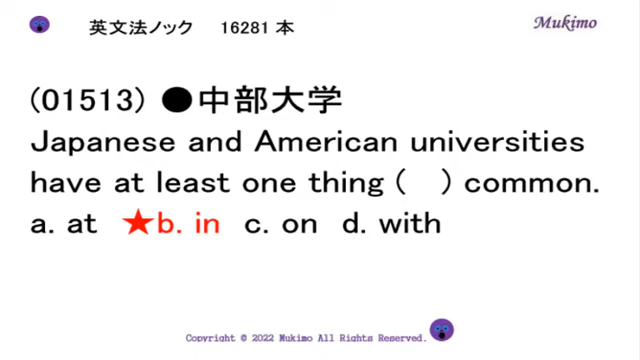 英文法ノック 16281 本 Mukimo
(01513) ●中部大学
Japanese and American universities
have at least one thing ( ) common.
a. at ★b. in c. on d. with
Copyright © 2022 Mukimo All Rights Reserved.